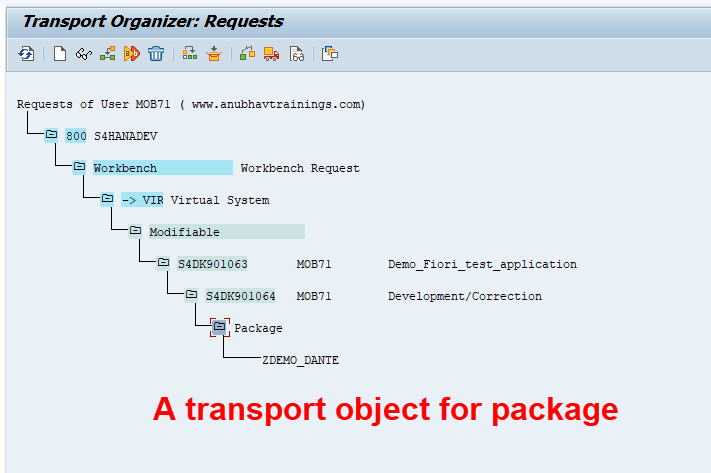 Transport Organizer: Requests
Requests of User MOB71 ( www.anubhavtrainings.com)
800 S4HANADEV
Workbench Workbench Request
-> VIR Virtual System
Modifiable
S4DK901063 MOB71 Demo_Fiori_test_application
S4DK901064 MOB71 Development/Correction
Package
ZDEMO_DANTE
A transport object for package